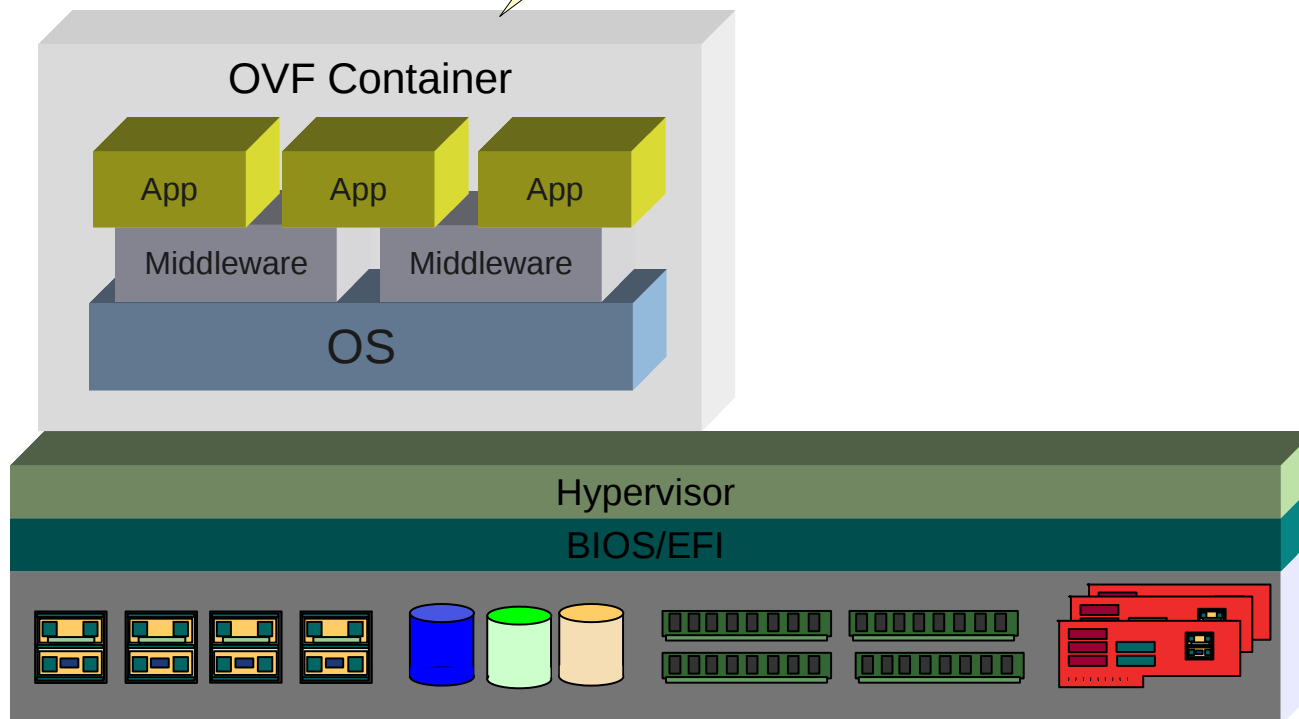 OVF Container
App App App
Middleware Middleware
OS
Hypervisor
BIOS/EFI